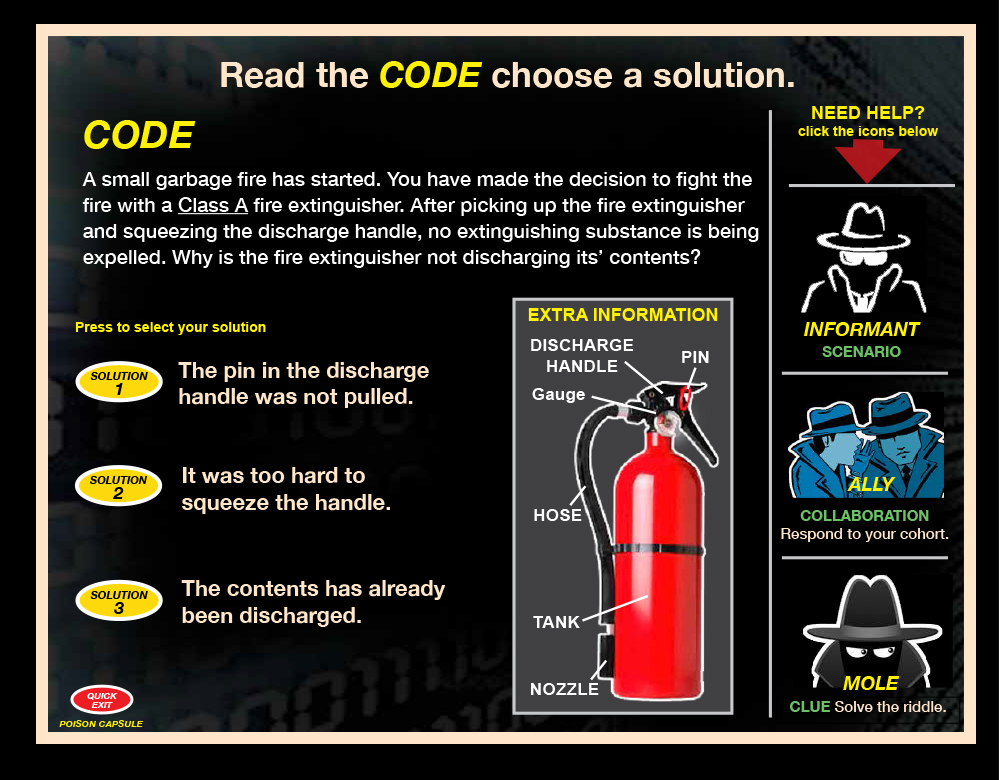 Read the CODE choose a solution.
CODE
A small garbage fire has started. You have made the decision to fight the
fire with a Class A fire extinguisher. After picking up the fire extinguisher
and squeezing the discharge handle, no extinguishing substance is being
expelled. Why is the fire extinguisher not discharging its’ contents?
Press to select your solution
SOLUTION
1
The pin in the discharge
handle was not pulled.
SOLUTION
2
It was too hard to
squeeze the handle.
SOLUTION
3
The contents has already
been discharged.
QUICK
EXIT
POISON CAPSULE
EXTRA INFORMATION
DISCHARGE
HANDLE
PIN
Gauge
HOSE
TANK
NOZZLE
NEED HELP?
click the icons below
INFORMANT
SCENARIO
ALLY
COLLABORATION
Respond to your cohort.
MOLE
CLUE Solve the riddle.